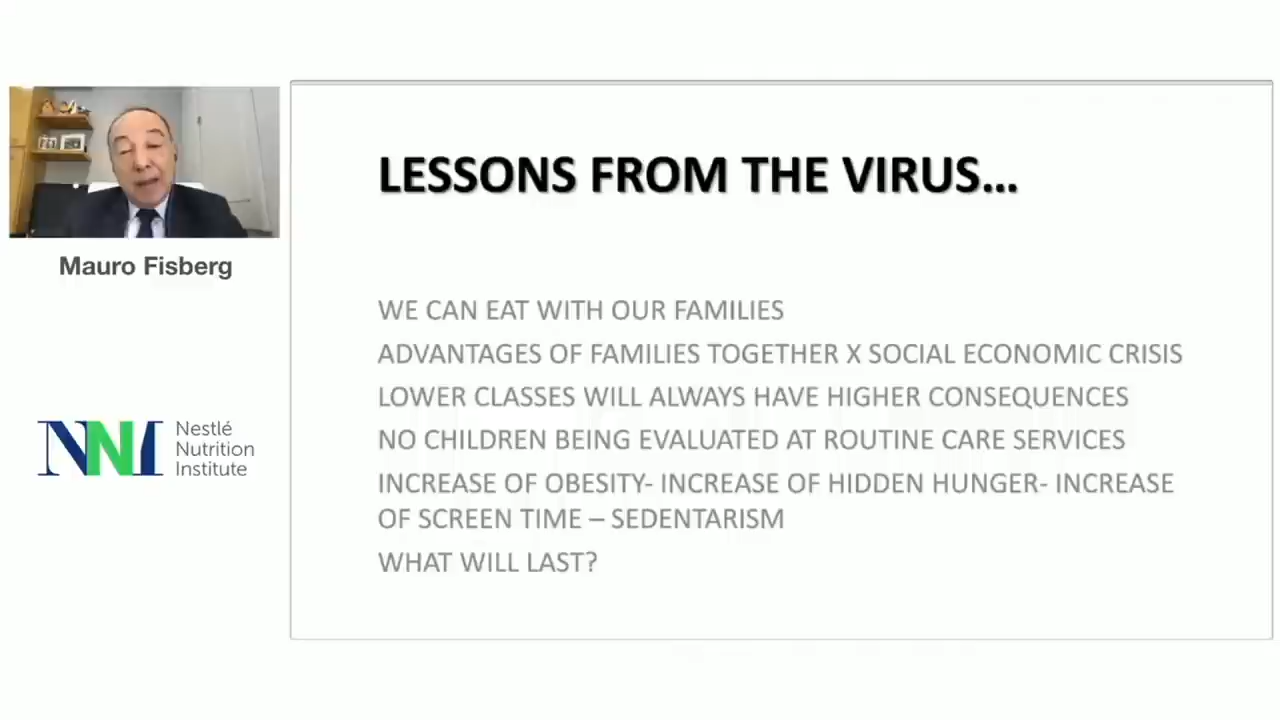 LESSONS FROM THE VIRUS...
Mauro Fisberg
WE CAN EAT WITH OUR FAMILIES
ADVANTAGES OF FAMILIES TOGETHER X SOCIAL ECONOMIC CRISIS
LOWER CLASSES WILL ALWAYS HAVE HIGHER CONSEQUENCES
NO CHILDREN BEING EVALUATED AT ROUTINE CARE SERVICES
INCREASE OF OBESITY- INCREASE OF HIDDEN HUNGER- INCREASE
OF SCREEN TIME – SEDENTARISM
WHAT WILL LAST?
NNI
Nestlé
Nutrition
Institute